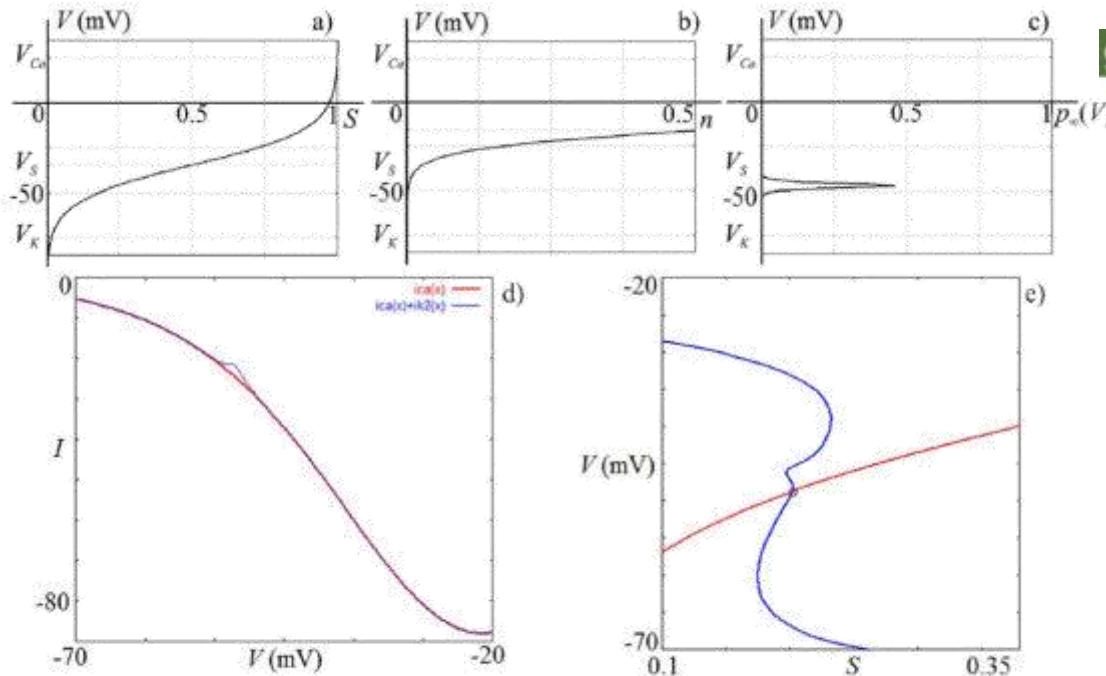 V (mV) a)
V_Ca
0 0.5 1 S
V_S
-50
V_K
V (mV) b)
V_Ca
0 0.5 n
V_S
-50
V_K
V (mV) c)
V_Ca
0 0.5 1 p∞(V)
V_S
-50
V_K
0 d)
ica(x)
ica(x)+ik2(x)
I
-80
-70 V (mV) -20
-20 e)
V (mV)
-70
0.1 S 0.35